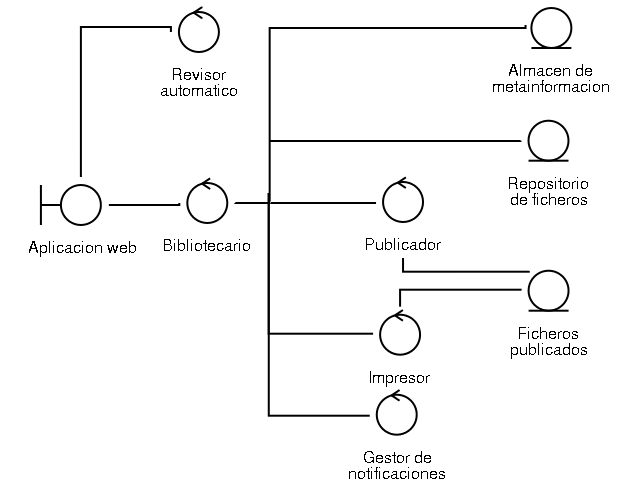 Revisor
automatico
Almacen de
metainformacion
Repositorio
de ficheros
Aplicacion web
Bibliotecario
Publicador
Ficheros
publicados
Impresor
Gestor de
notificaciones